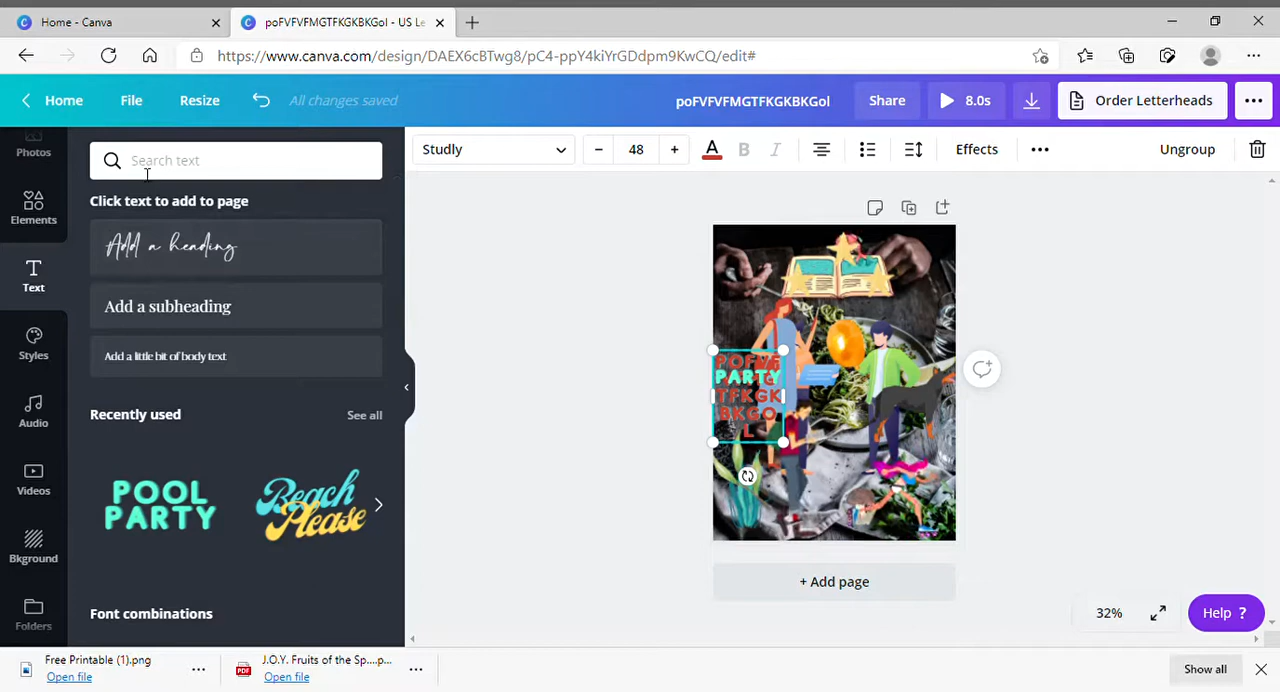 Home - Canva
poFVFVFMGTFKGKBKGol - US Le
https://www.canva.com/design/DAEX6cBTwg8/pC4-ppY4kiYrGDdpm9KwCQ/edit#
Home File Resize All changes saved poFVFVFMGTFKGKBKGol Share 8.0s Order Letterheads
Photos
Elements
Text
Styles
Audio
Videos
Bkground
Folders
Search text
Click text to add to page
Add a heading
Add a subheading
Add a little bit of body text
Recently used See all
POOL
PARTY
Beach
Please
Font combinations
Studly 48 A B I Effects Ungroup
PARTY
TFKGK
BKGO
L
+ Add page
32%
Help ?
Free Printable (1).png
Open file
J.O.Y. Fruits of the Sp....p...
Open file
Show all